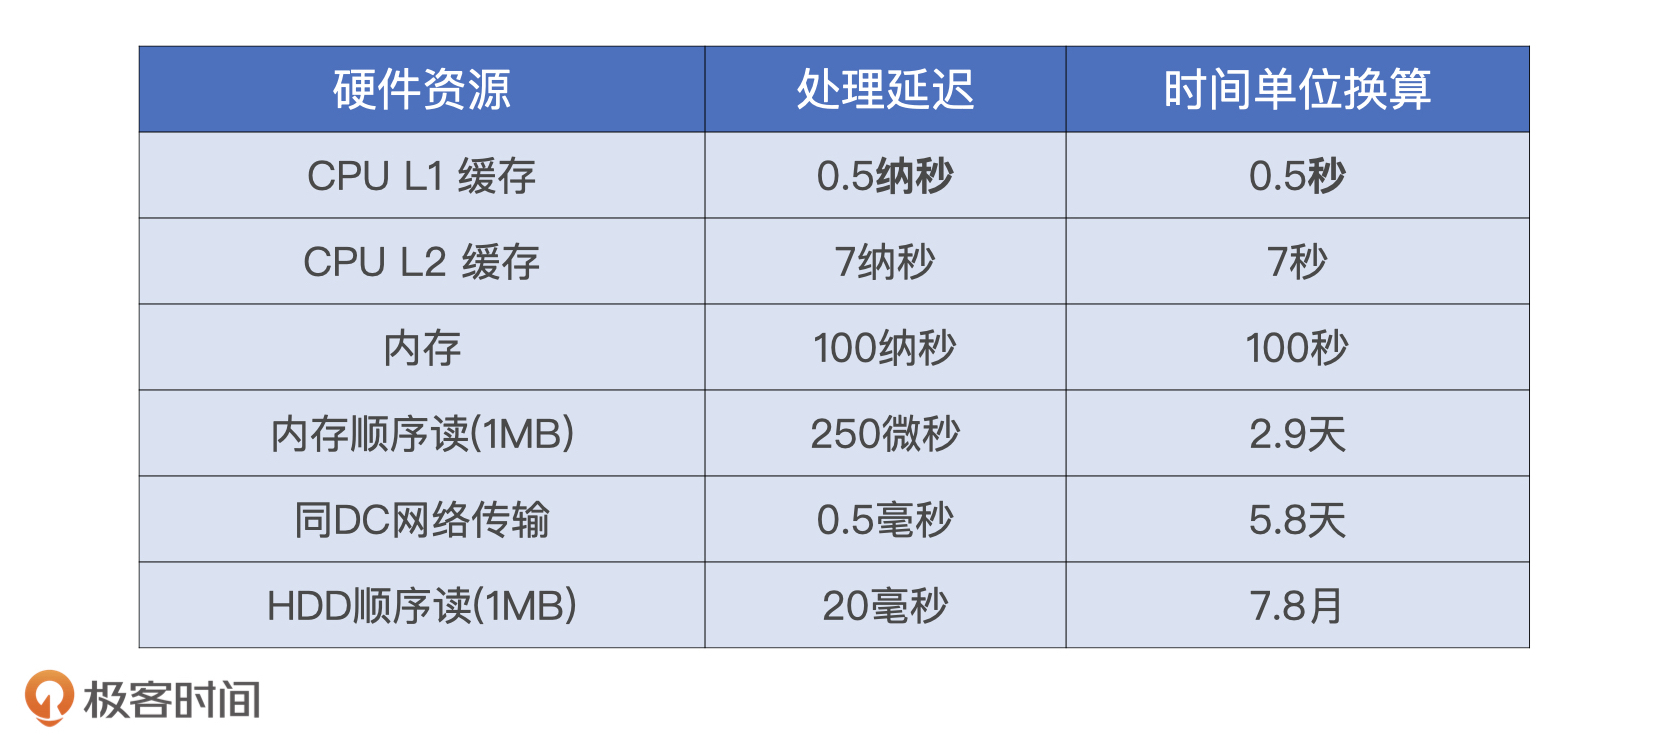 硬件资源 处理延迟 时间单位换算
CPU L1 缓存 0.5纳秒 0.5秒
CPU L2 缓存 7纳秒 7秒
内存 100纳秒 100秒
内存顺序读(1MB) 250微秒 2.9天
同DC网络传输 0.5毫秒 5.8天
HDD顺序读(1MB) 20毫秒 7.8月
极客时间